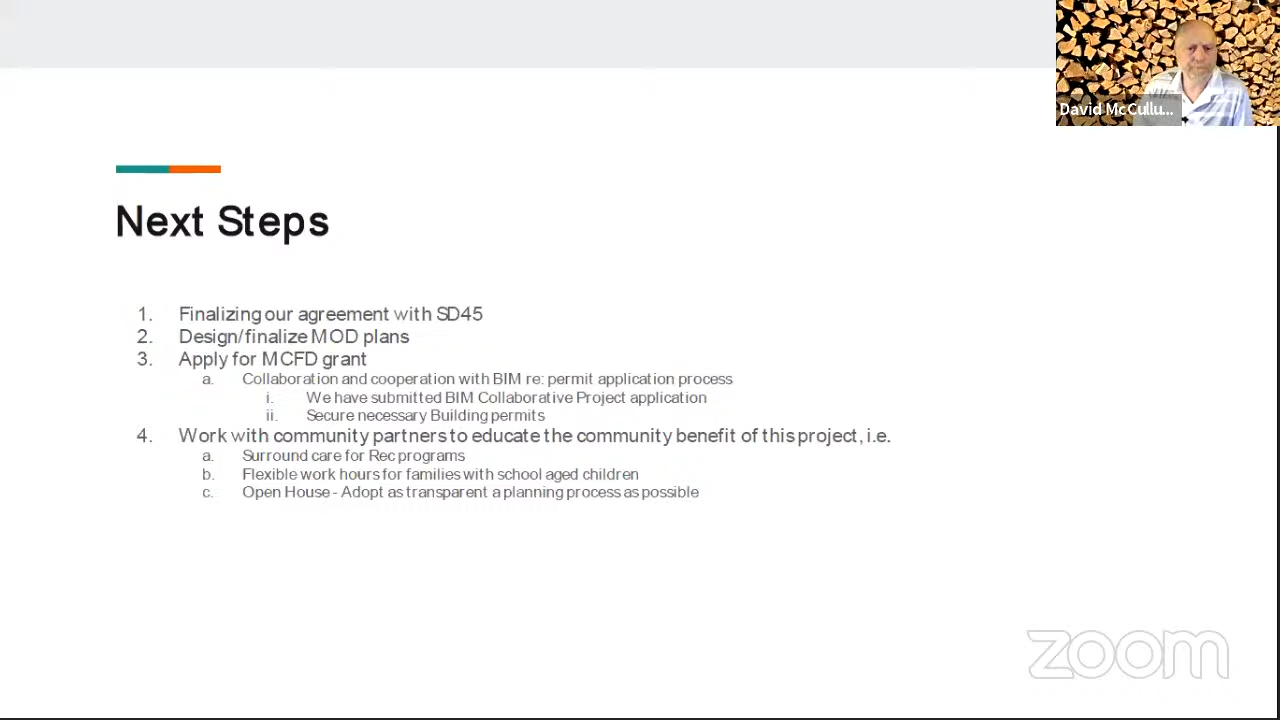 David McCullu...
Next Steps
1. Finalizing our agreement with SD45
2. Design/finalize MOD plans
3. Apply for MCFD grant
a. Collaboration and cooperation with BIM re: permit application process
i. We have submitted BIM Collaborative Project application
ii. Secure necessary Building permits
4. Work with community partners to educate the community benefit of this project, i.e.
a. Surround care for Rec programs
b. Flexible work hours for families with school aged children
c. Open House - Adopt as transparent a planning process as possible
zoom